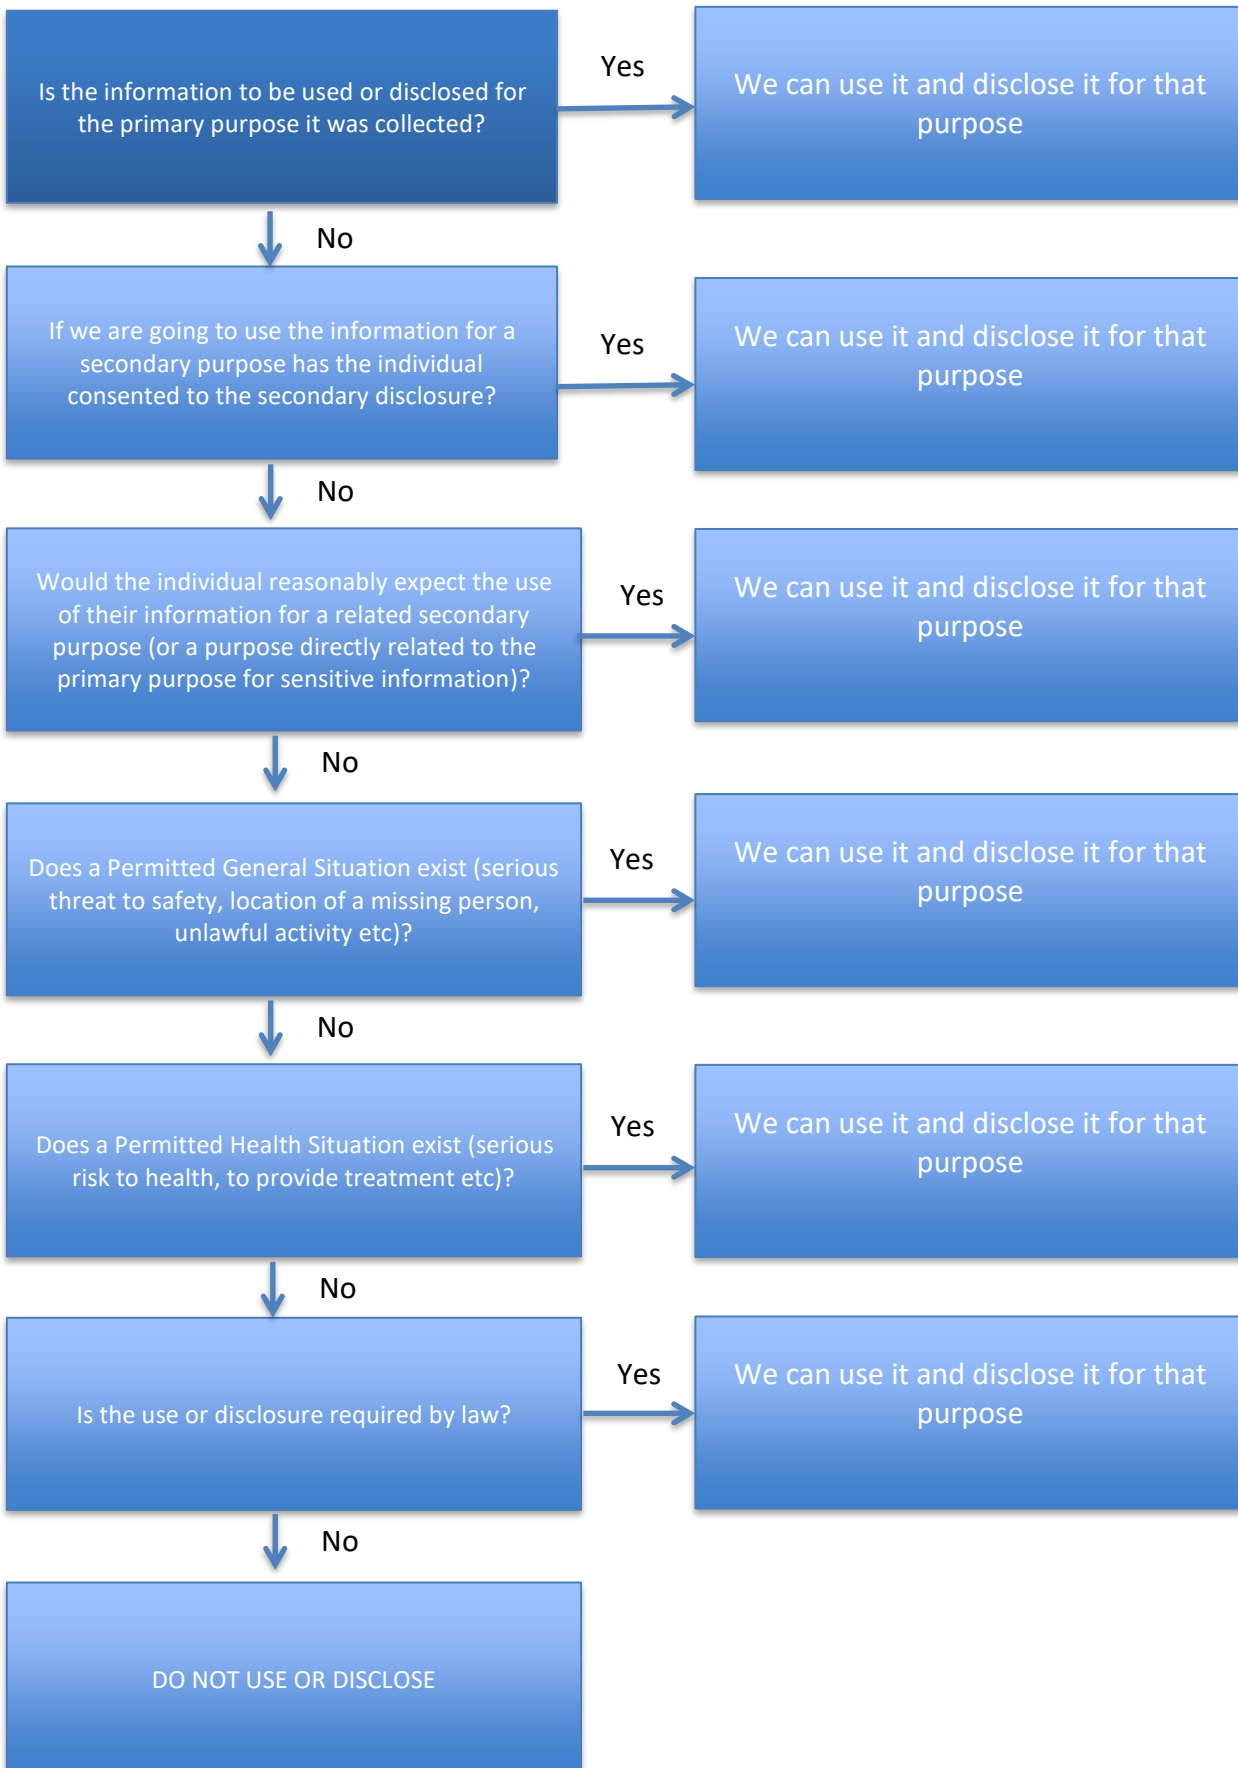 Is the information to be used or disclosed for
the primary purpose it was collected?
Yes
We can use it and disclose it for that
purpose
No
If we are going to use the information for a
secondary purpose has the individual
consented to the secondary disclosure?
Yes
We can use it and disclose it for that
purpose
No
Would the individual reasonably expect the use
of their information for a related secondary
purpose (or a purpose directly related to the
primary purpose for sensitive information)?
Yes
We can use it and disclose it for that
purpose
No
Does a Permitted General Situation exist (serious
threat to safety, location of a missing person,
unlawful activity etc)?
Yes
We can use it and disclose it for that
purpose
No
Does a Permitted Health Situation exist (serious
risk to health, to provide treatment etc)?
Yes
We can use it and disclose it for that
purpose
No
Is the use or disclosure required by law?
Yes
We can use it and disclose it for that
purpose
No
DO NOT USE OR DISCLOSE